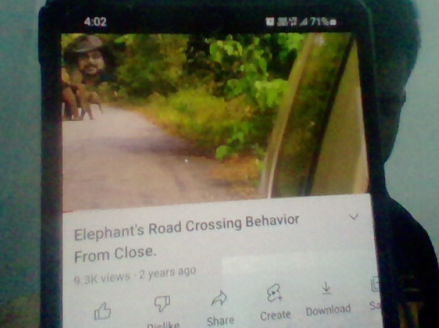 4:02
71%
Elephant's Road Crossing Behavior
From Close.
9.3K views · 2 years ago
Dislike
Share
Create
Download
Sa